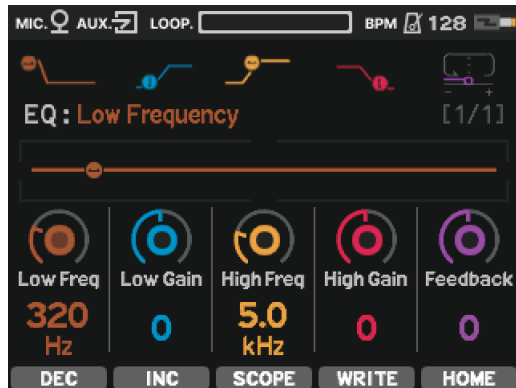 MIC. AUX. LOOP. BPM 128
EQ : Low Frequency [1/1]
Low Freq Low Gain High Freq High Gain Feedback
320 0 5.0 0 0
Hz kHz
DEC INC SCOPE WRITE HOME